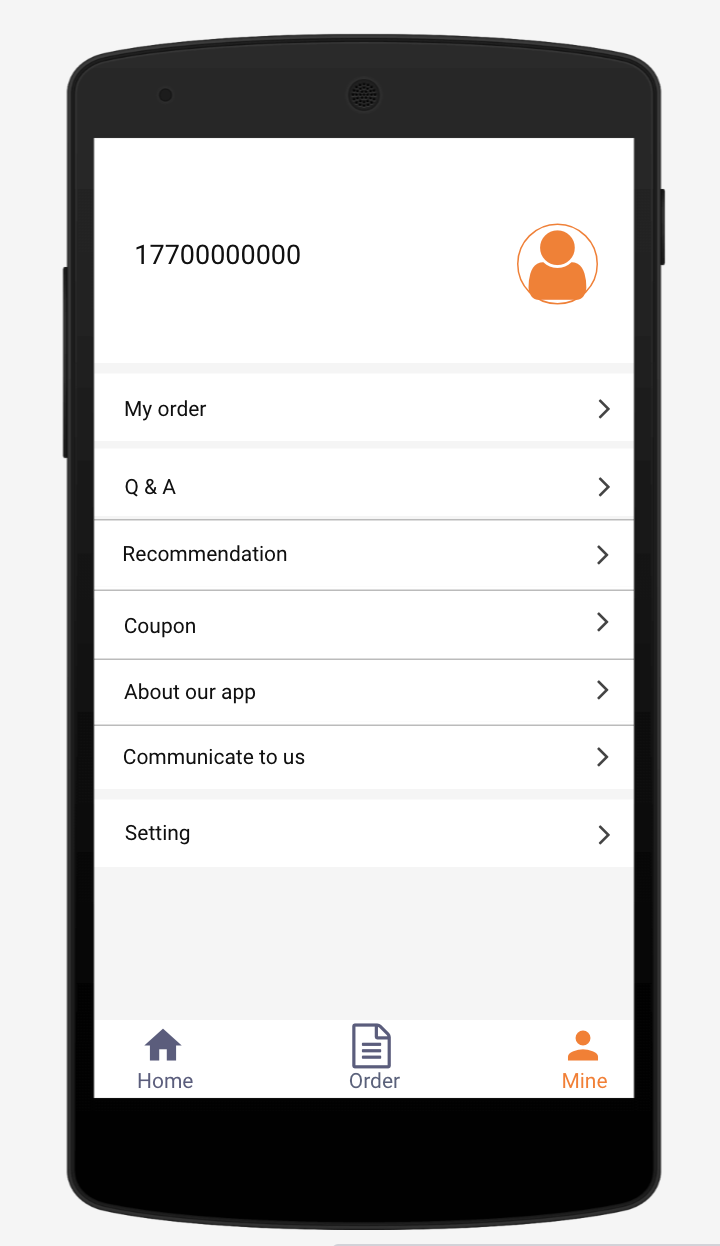 17700000000
My order
Q & A
Recommendation
Coupon
About our app
Communicate to us
Setting
Home
Order
Mine